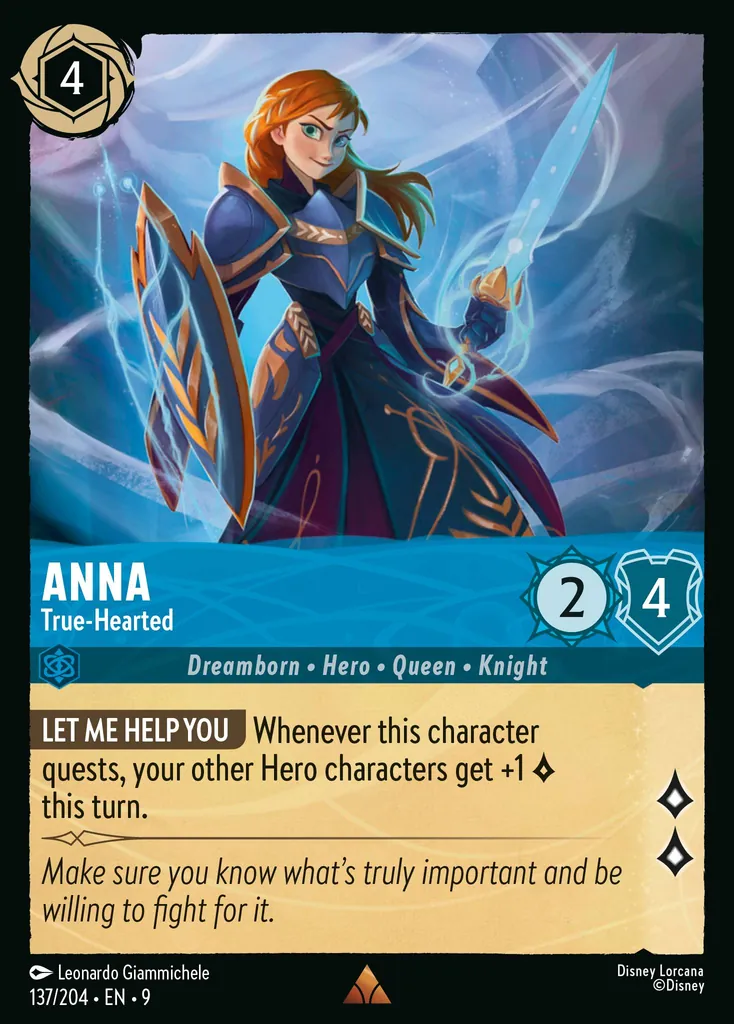 4
ANNA
True-Hearted
2
4
Dreamborn • Hero • Queen • Knight
LET ME HELP YOU Whenever this character
quests, your other Hero characters get +1
this turn.
Make sure you know what's truly important and be
willing to fight for it.
Leonardo Giammichele
137/204 • EN • 9
Disney Lorcana
©Disney